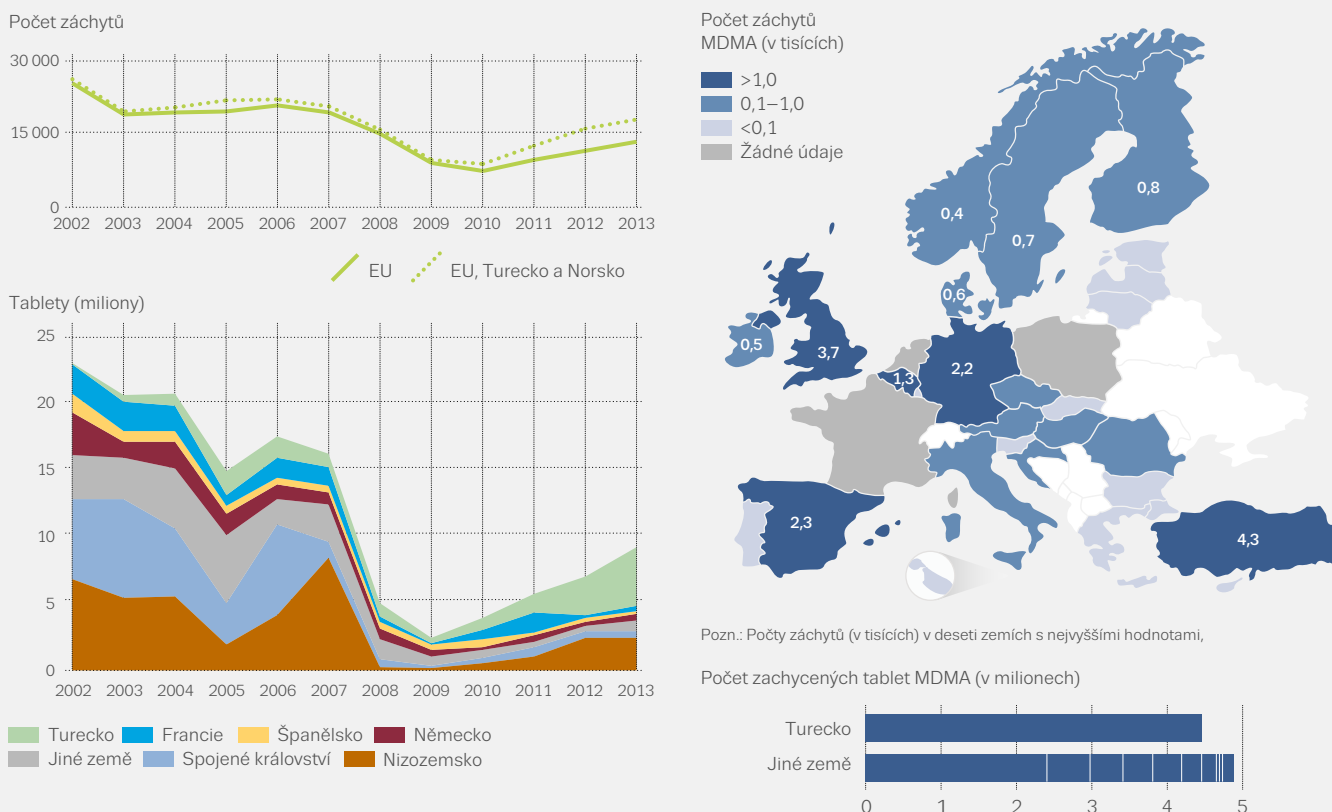 Počet záchytů
30 000
15 000
0
2002 2003 2004 2005 2006 2007 2008 2009 2010 2011 2012 2013
EU EU, Turecko a Norsko
Tablety (miliony)
25
20
15
10
5
0
2002 2003 2004 2005 2006 2007 2008 2009 2010 2011 2012 2013
Turecko Francie Španělsko Německo
Jiné země Spojené království Nizozemsko
Počet záchytů
MDMA (v tisících)
>1,0
0,1–1,0
<0,1
Žádné údaje
0,8
0,4
0,7
0,6
0,5
3,7
2,2
1,3
2,3
4,3
Pozn.: Počty záchytů (v tisících) v deseti zemích s nejvyššími hodnotami,
Počet zachycených tablet MDMA (v milionech)
Turecko
Jiné země
0 1 2 3 4 5